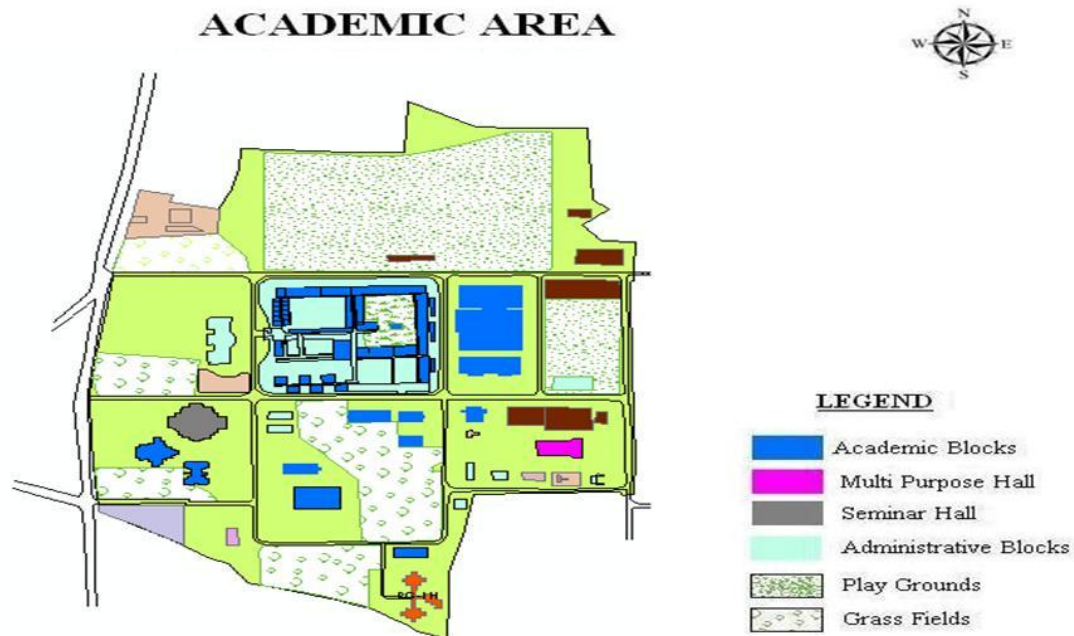 ACADEMIC AREA
N
W E
S
LEGEND
Academic Blocks
Multi Purpose Hall
Seminar Hall
Administrative Blocks
Play Grounds
Grass Fields